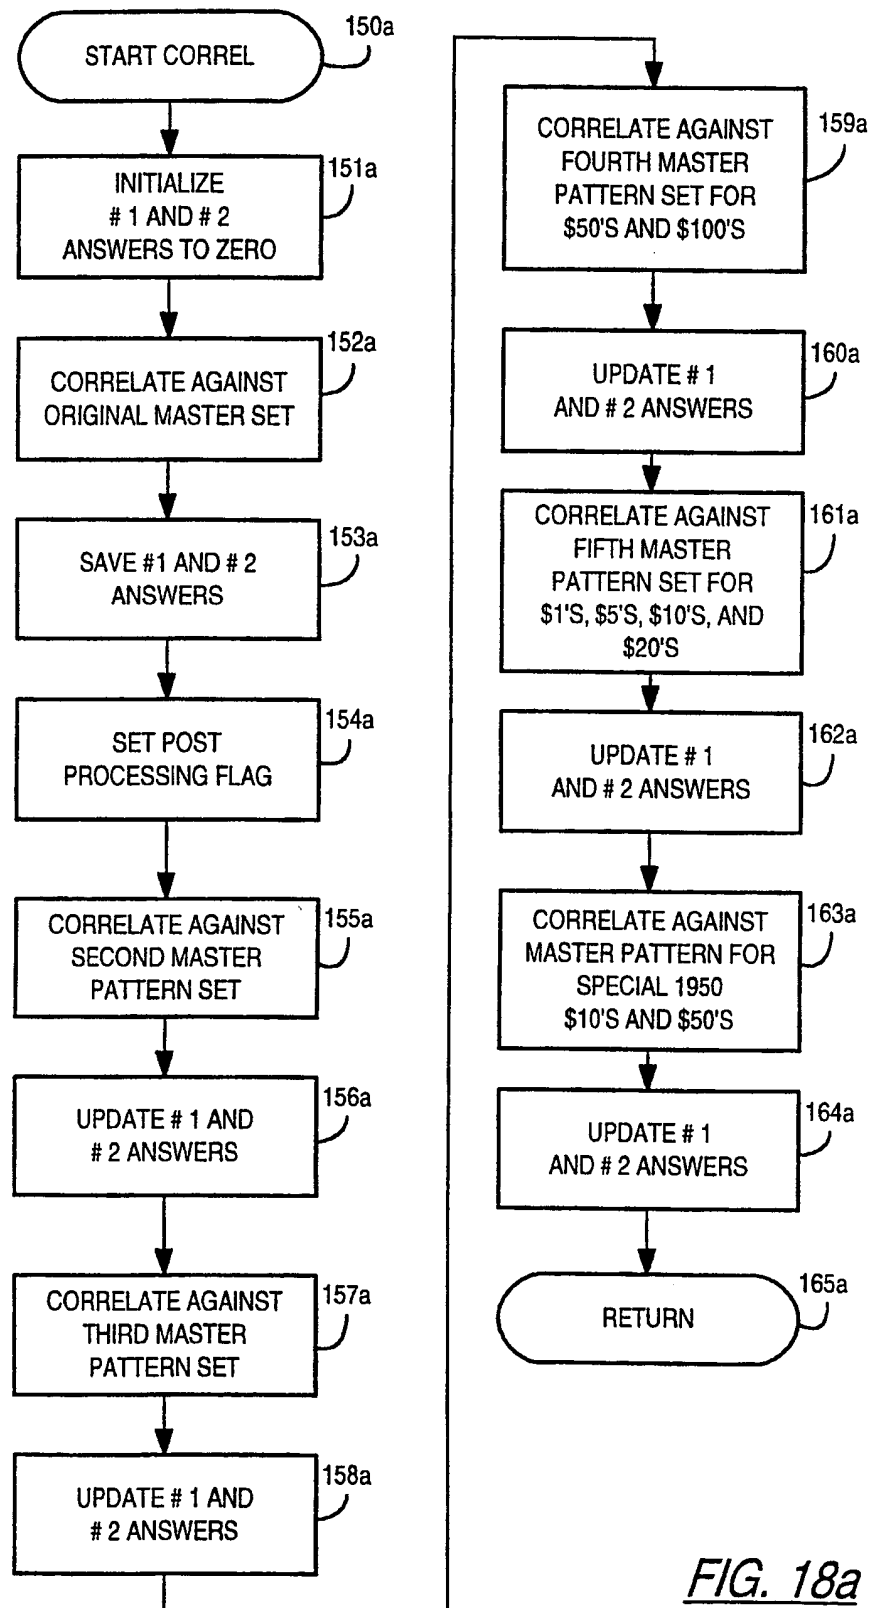 START CORREL
150a
INITIALIZE
# 1 AND # 2
ANSWERS TO ZERO
151a
CORRELATE AGAINST
ORIGINAL MASTER SET
152a
SAVE #1 AND # 2
ANSWERS
153a
SET POST
PROCESSING FLAG
154a
CORRELATE AGAINST
SECOND MASTER
PATTERN SET
155a
UPDATE # 1 AND
# 2 ANSWERS
156a
CORRELATE AGAINST
THIRD MASTER
PATTERN SET
157a
UPDATE # 1 AND
# 2 ANSWERS
158a
CORRELATE AGAINST
FOURTH MASTER
PATTERN SET FOR
$50'S AND $100'S
159a
UPDATE # 1
AND # 2 ANSWERS
160a
CORRELATE AGAINST
FIFTH MASTER
PATTERN SET FOR
$1'S, $5'S, $10'S, AND
$20'S
161a
UPDATE # 1
AND # 2 ANSWERS
162a
CORRELATE AGAINST
MASTER PATTERN FOR
SPECIAL 1950
$10'S AND $50'S
163a
UPDATE # 1
AND # 2 ANSWERS
164a
RETURN
165a
FIG. 18a